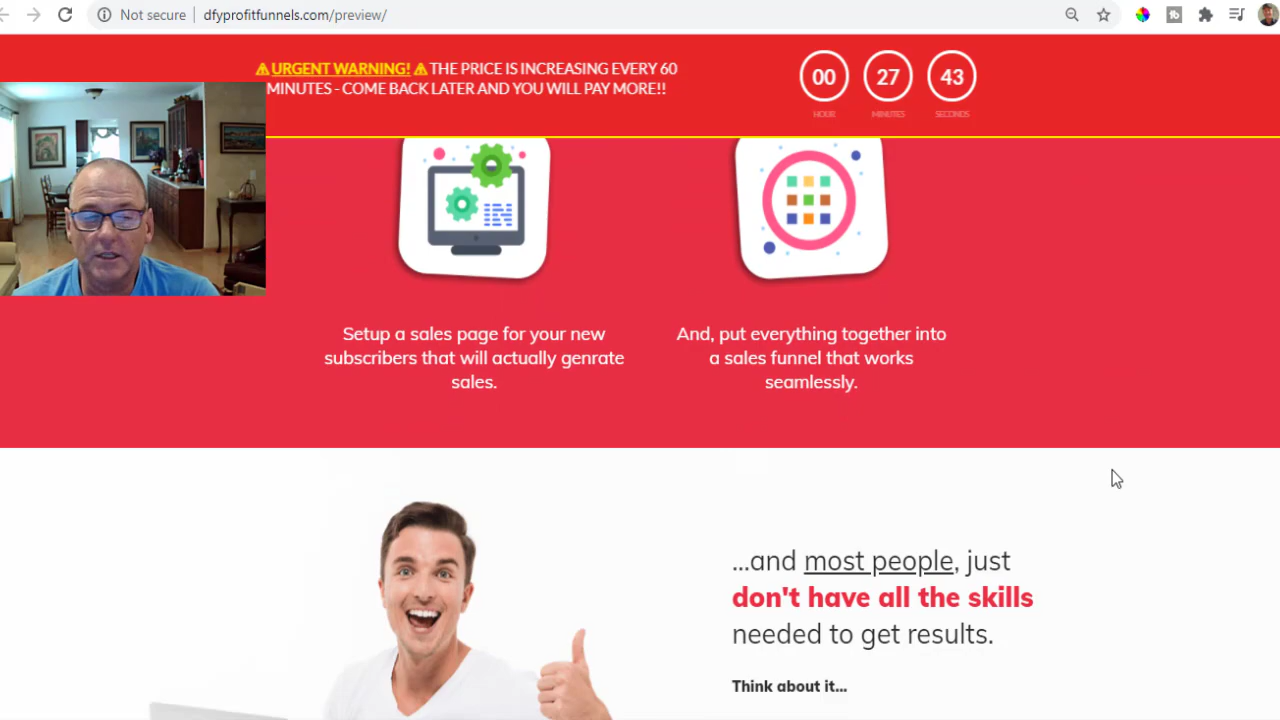 Not secure
dfyprofitfunnels.com/preview/
⚠URGENT WARNING!⚠ THE PRICE IS INCREASING EVERY 60
MINUTES - COME BACK LATER AND YOU WILL PAY MORE!!
00 27 43
HOUR MINUTES SECONDS
Setup a sales page for your new
subscribers that will actually genrate
sales.
And, put everything together into
a sales funnel that works
seamlessly.
...and most people, just
don't have all the skills
needed to get results.
Think about it...